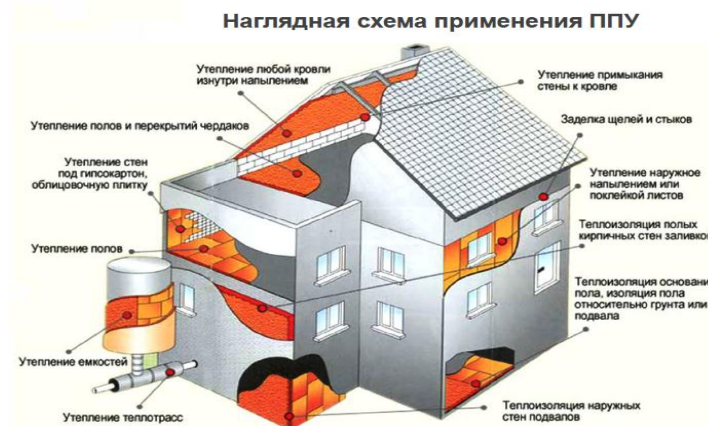 Наглядная схема применения ППУ
Утепление любой кровли
изнутри напылением
Утепление полов и перекрытий чердаков
Утепление стен
под гипсокартон,
облицовочную плитку
Утепление полов
Утепление емкостей
Утепление теплотрасс
Утепление примыкания
стены к кровле
Заделка щелей и стыков
Утепление наружное
напылением или
поклейкой листов
Теплоизоляция полых
кирпичных стен заливкой
Теплоизоляция основани
пола, изоляция пола
относительно грунта или
подвала
Теплоизоляция наружных
стен подвалов